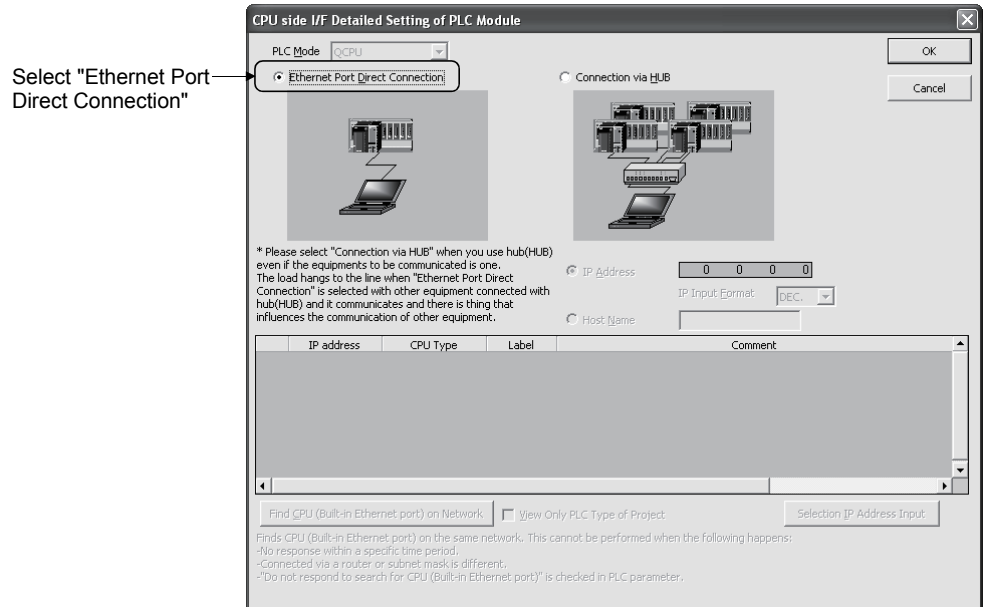 CPU side I/F Detailed Setting of PLC Module
PLC Mode QCPU
OK
Select "Ethernet Port
Direct Connection"
Ethernet Port Direct Connection
Connection via HUB
Cancel
* Please select "Connection via HUB" when you use hub(HUB)
even if the equipments to be communicated is one.
The load hangs to the line when "Ethernet Port Direct
Connection" is selected with other equipment connected with
hub(HUB) and it communicates and there is thing that
influences the communication of other equipment.
IP Address 0 0 0 0
IP Input Format DEC.
Host Name
IP address CPU Type Label Comment
Find CPU (Built-in Ethernet port) on Network
View Only PLC Type of Project
Selection IP Address Input
Finds CPU (Built-in Ethernet port) on the same network. This cannot be performed when the following happens:
-No response within a specific time period.
-Connected via a router or subnet mask is different.
-"Do not respond to search for CPU (Built-in Ethernet port)" is checked in PLC parameter.